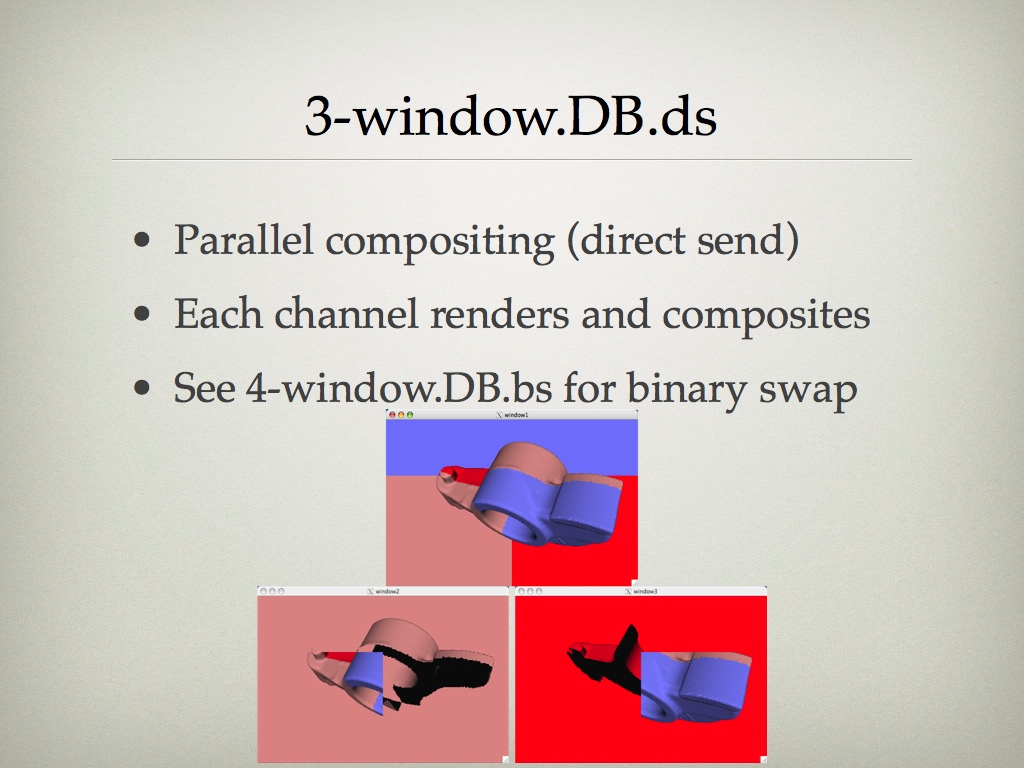 3-window.DB.ds
• Parallel compositing (direct send)
• Each channel renders and composites
• See 4-window.DB.bs for binary swap
window1
window2
window3